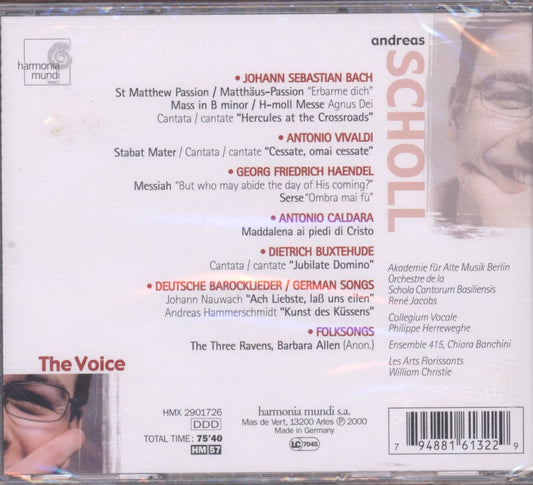 harmonia
mundi
FRANCE
andreas
SCHOLL
• JOHANN SEBASTIAN BACH
St Matthew Passion / Matthäus-Passion "Erbarme dich"
Mass in B minor / H-moll Messe Agnus Dei
Cantata / cantate "Hercules at the Crossroads"
• ANTONIO VIVALDI
Stabat Mater / Cantata / cantate "Cessate, omai cessate"
• GEORG FRIEDRICH HAENDEL
Messiah "But who may abide the day of His coming?"
Serse "Ombra mai fù"
• ANTONIO CALDARA
Maddalena ai piedi di Cristo
• DIETRICH BUXTEHUDE
Cantata / cantate "Jubilate Domino"
• DEUTSCHE BAROCKLIEDER / GERMAN SONGS
Johann Nauwach "Ach Liebste, laß uns eilen"
Andreas Hammerschmidt "Kunst des Küssens"
• FOLKSONGS
The Three Ravens, Barbara Allen (Anon.)
Akademie für Alte Musik Berlin
Orchestre de la
Schola Cantorum Basiliensis
René Jacobs
Collegium Vocale
Philippe Herreweghe
Ensemble 415, Chiara Banchini
Les Arts Florissants
William Christie
The Voice
HMX 2901726
DDD
TOTAL TIME : 75'40
HM 57
harmonia mundi s.a.
Mas de Vert, 13200 Arles ℗ 2000
Made in Germany
LC 7045
7 94881 61322 9